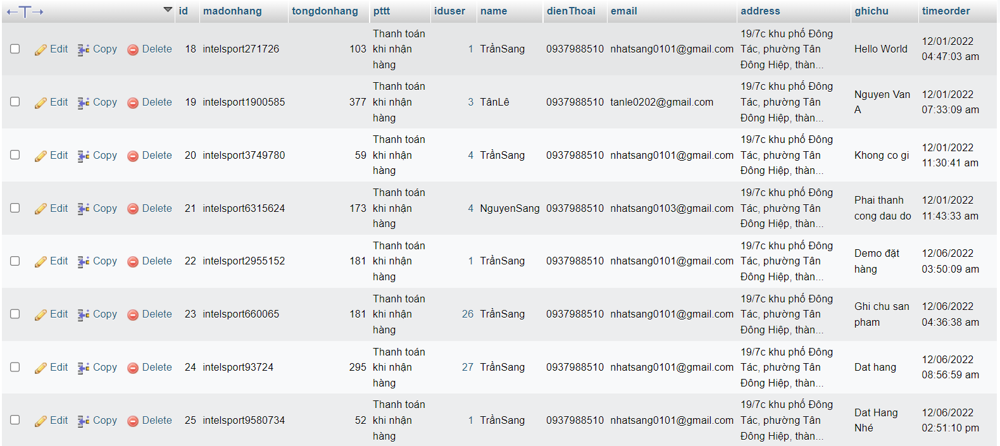 id madonhang tongdonhang pttt iduser name dienThoai email address ghichu timeorder
Thanh toán 19/7c khu phố Đông
12/01/2022
Edit Copy Delete 18 intelsport271726 103 khi nhận 1 TrầnSang 0937988510 nhatsang0101@gmail.com Tác, phường Tân Hello World
04:47:03 am
hàng Đông Hiệp, thàn...
Thanh toán 19/7c khu phố Đông
Nguyen Van 12/01/2022
Edit Copy Delete 19 intelsport1900585 377 khi nhận 3 TânLê 0937988510 tanle0202@gmail.com Tác, phường Tân
A 07:33:09 am
hàng Đông Hiệp, thàn...
Thanh toán 19/7c khu phố Đông
12/01/2022
Edit Copy Delete 20 intelsport3749780 59 khi nhận 4 TrầnSang 0937988510 nhatsang0101@gmail.com Tác, phường Tân Khong co gi
11:30:41 am
hàng Đông Hiệp, thàn...
Thanh toán 19/7c khu phố Đông
Phai thanh 12/01/2022
Edit Copy Delete 21 intelsport6315624 173 khi nhận 4 NguyenSang 0937988510 nhatsang0103@gmail.com Tác, phường Tân
cong dau do 11:43:33 am
hàng Đông Hiệp, thàn...
Thanh toán 19/7c khu phố Đông
Demo đặt 12/06/2022
Edit Copy Delete 22 intelsport2955152 181 khi nhận 1 TrầnSang 0937988510 nhatsang0101@gmail.com Tác, phường Tân
hàng 03:50:09 am
hàng Đông Hiệp, thàn...
Thanh toán 19/7c khu phố Đông
Ghi chu san 12/06/2022
Edit Copy Delete 23 intelsport660065 181 khi nhận 26 TrầnSang 0937988510 nhatsang0101@gmail.com Tác, phường Tân
pham 04:36:38 am
hàng Đông Hiệp, thàn...
Thanh toán 19/7c khu phố Đông
12/06/2022
Edit Copy Delete 24 intelsport93724 295 khi nhận 27 TrầnSang 0937988510 nhatsang0101@gmail.com Tác, phường Tân Dat hang
08:56:59 am
hàng Đông Hiệp, thàn...
Thanh toán 19/7c khu phố Đông
Dat Hang 12/06/2022
Edit Copy Delete 25 intelsport9580734 52 khi nhận 1 TrầnSang 0937988510 nhatsang0101@gmail.com Tác, phường Tân
Nhé 02:51:10 pm
hàng Đông Hiệp, thàn...